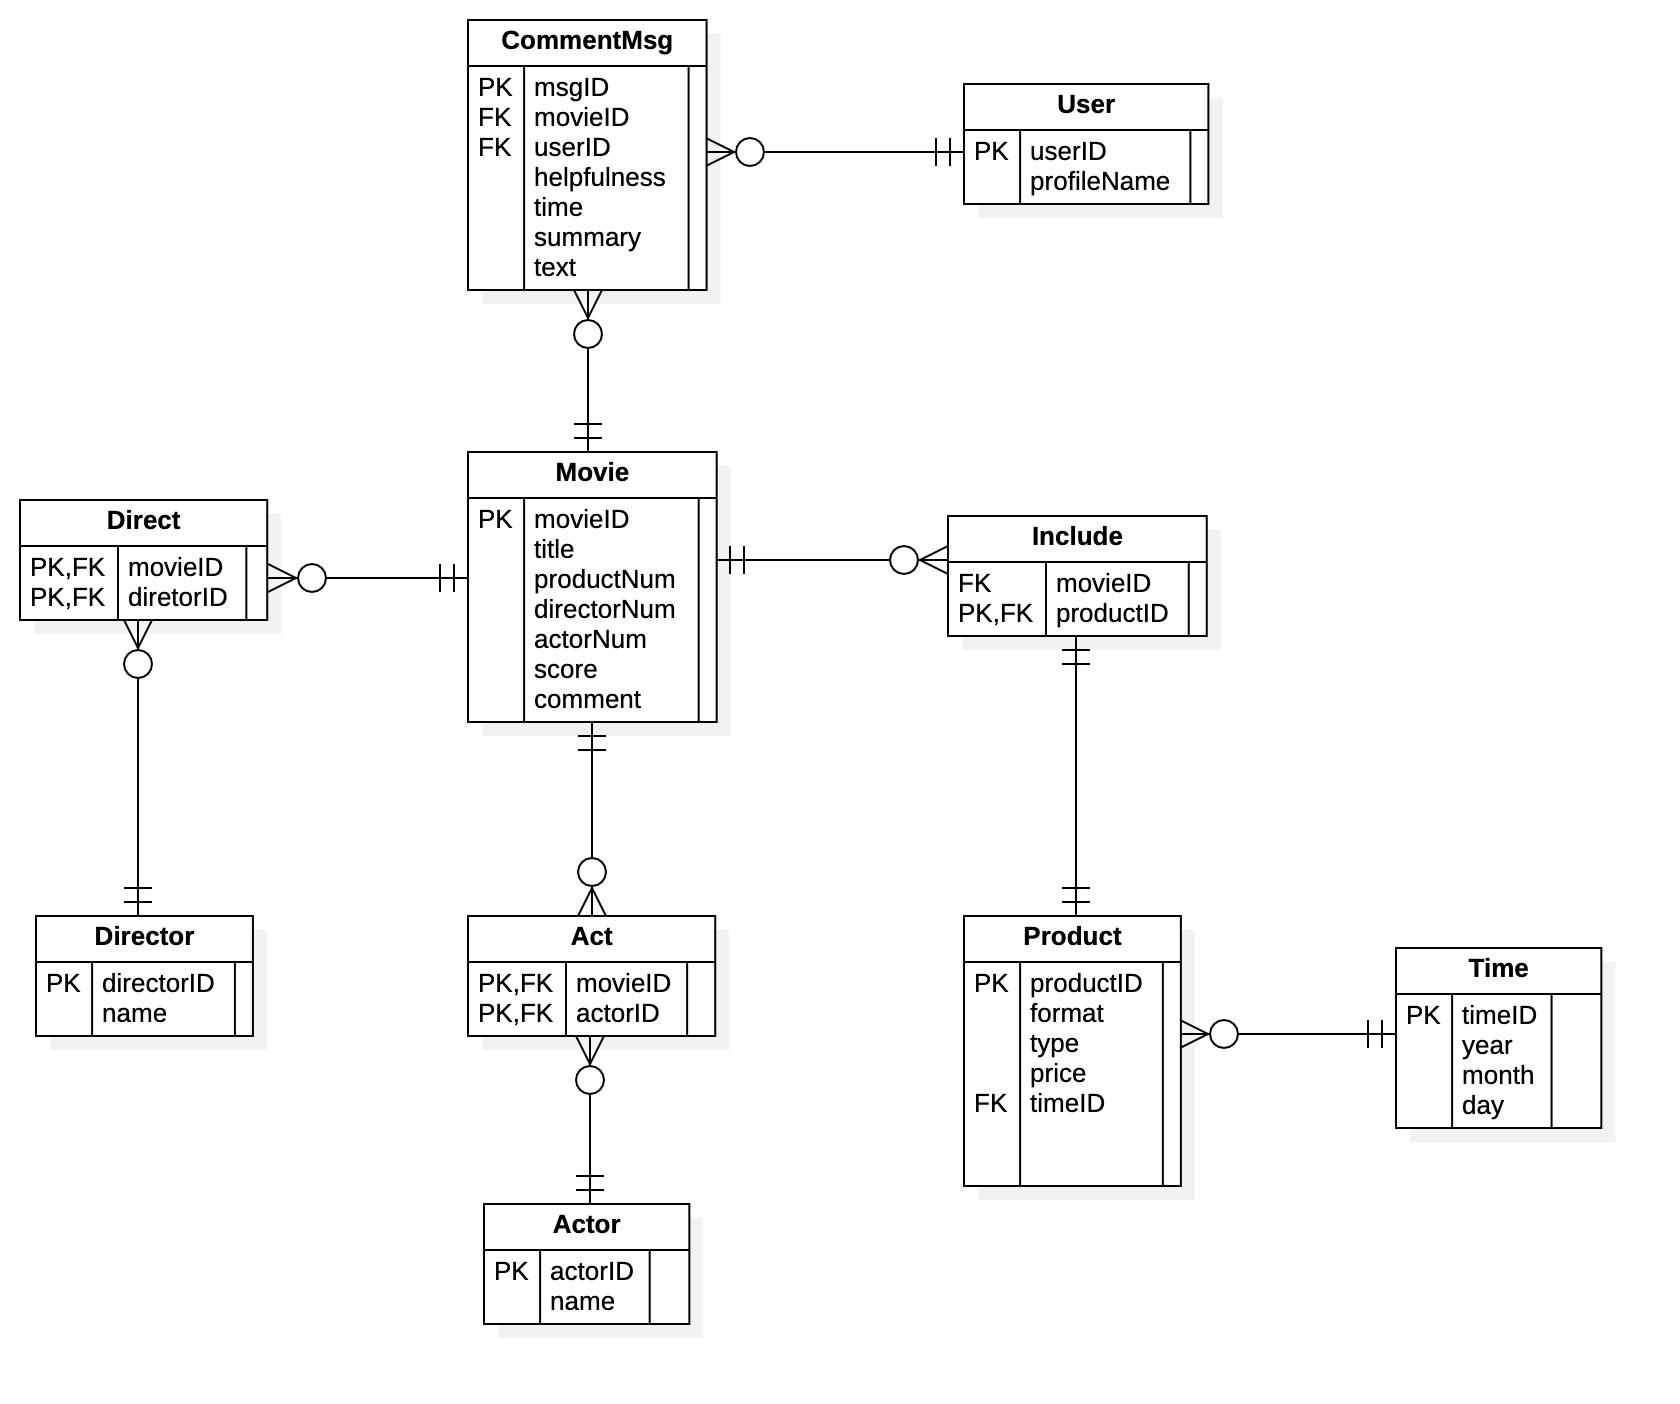 CommentMsg
PK msgID
FK movieID
FK userID
helpfulness
time
summary
text
User
PK userID
profileName
Movie
PK movieID
title
productNum
directorNum
actorNum
score
comment
Direct
PK,FK movieID
PK,FK diretorID
Include
FK movieID
PK,FK productID
Director
PK directorID
name
Act
PK,FK movieID
PK,FK actorID
Product
PK productID
format
type
price
FK timeID
Time
PK timeID
year
month
day
Actor
PK actorID
name